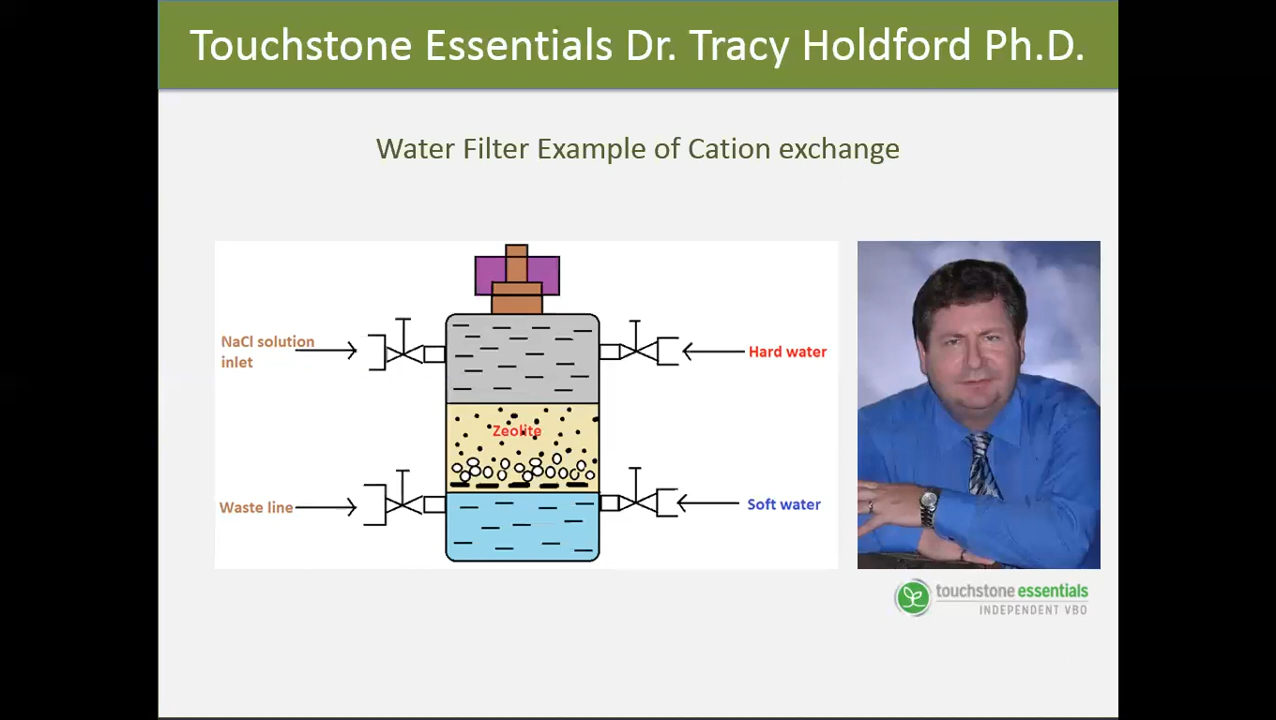 Touchstone Essentials Dr. Tracy Holdford Ph.D.
Water Filter Example of Cation exchange
NaCl solution
inlet
Hard water
Zeolite
Waste line
Soft water
touchstone essentials
INDEPENDENT VBO